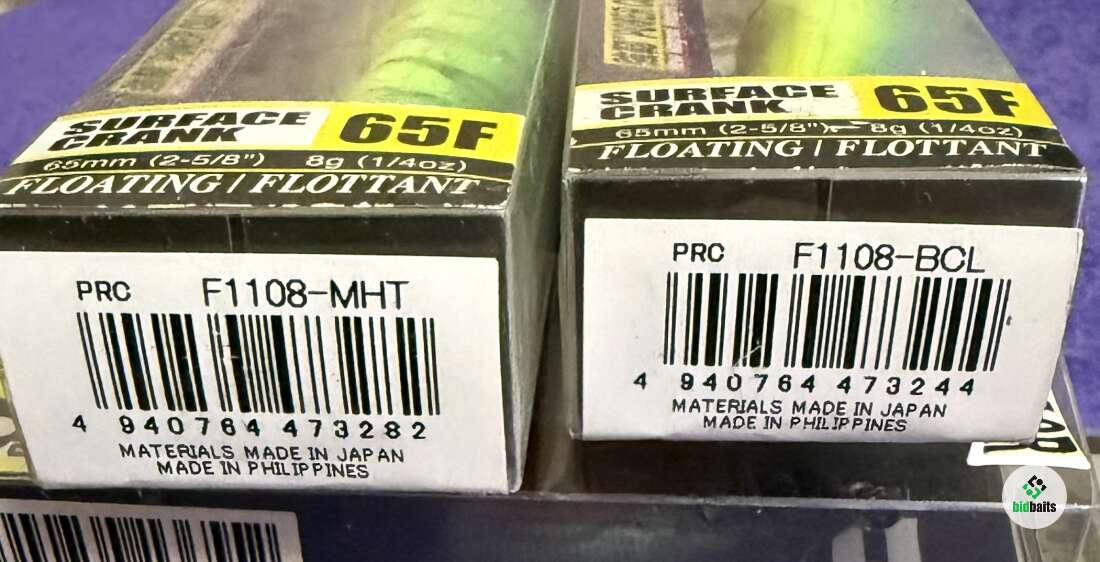 SURFACE
CRANK
65F
65mm (2-5/8") 8g (1/4oz)
FLOATING / FLOTTANT
PRC F1108-MHT
4 940764 473282
MATERIALS MADE IN JAPAN
MADE IN PHILIPPINES
SURFACE
CRANK
65F
65mm (2-5/8") 8g (1/4oz)
FLOATING / FLOTTANT
PRC F1108-BCL
4 940764 473244
MATERIALS MADE IN JAPAN
MADE IN PHILIPPINES
bidbaits